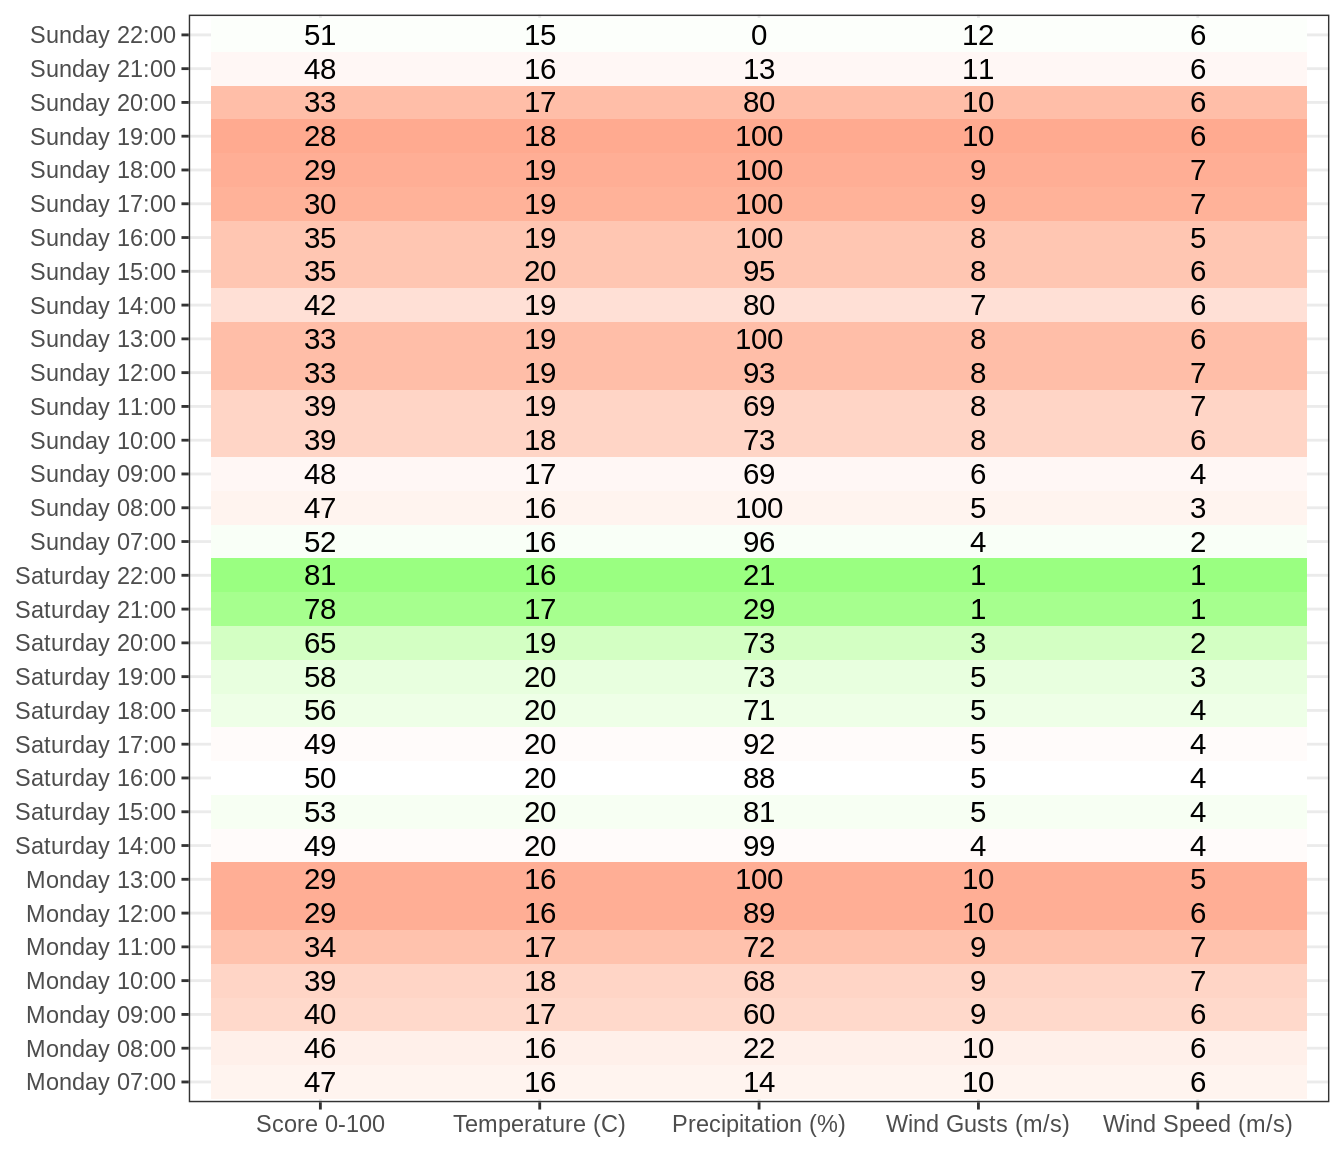 Sunday 22:00 51 15 0 12 6
Sunday 21:00 48 16 13 11 6
Sunday 20:00 33 17 80 10 6
Sunday 19:00 28 18 100 10 6
Sunday 18:00 29 19 100 9 7
Sunday 17:00 30 19 100 9 7
Sunday 16:00 35 19 100 8 5
Sunday 15:00 35 20 95 8 6
Sunday 14:00 42 19 80 7 6
Sunday 13:00 33 19 100 8 6
Sunday 12:00 33 19 93 8 7
Sunday 11:00 39 19 69 8 7
Sunday 10:00 39 18 73 8 6
Sunday 09:00 48 17 69 6 4
Sunday 08:00 47 16 100 5 3
Sunday 07:00 52 16 96 4 2
Saturday 22:00 81 16 21 1 1
Saturday 21:00 78 17 29 1 1
Saturday 20:00 65 19 73 3 2
Saturday 19:00 58 20 73 5 3
Saturday 18:00 56 20 71 5 4
Saturday 17:00 49 20 92 5 4
Saturday 16:00 50 20 88 5 4
Saturday 15:00 53 20 81 5 4
Saturday 14:00 49 20 99 4 4
Monday 13:00 29 16 100 10 5
Monday 12:00 29 16 89 10 6
Monday 11:00 34 17 72 9 7
Monday 10:00 39 18 68 9 7
Monday 09:00 40 17 60 9 6
Monday 08:00 46 16 22 10 6
Monday 07:00 47 16 14 10 6
Score 0-100 Temperature (C) Precipitation (%) Wind Gusts (m/s) Wind Speed (m/s)